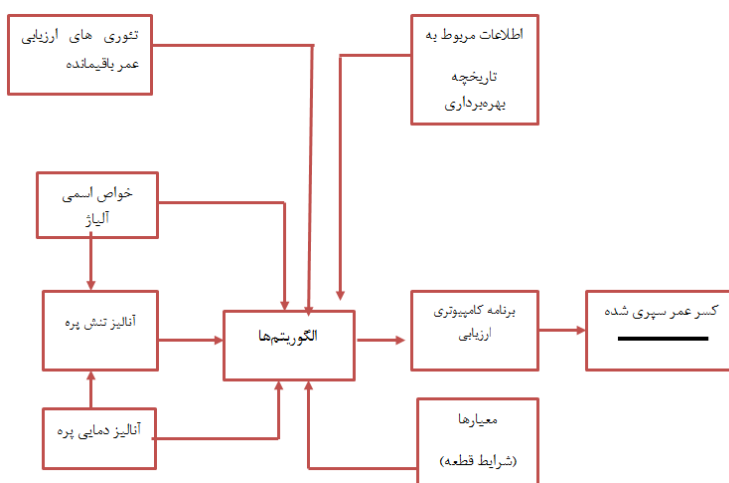 تئوری های ارزیابی
عمر باقیمانده
اطلاعات مربوط به
تاریخچه
بهره‌برداری
خواص اسمی
آلیاژ
آنالیز تنش پره
الگوریتم‌ها
برنامه کامپیوتری
ارزیابی
کسر عمر سپری شده
آنالیز دمایی پره
معیارها
(شرایط قطعه)